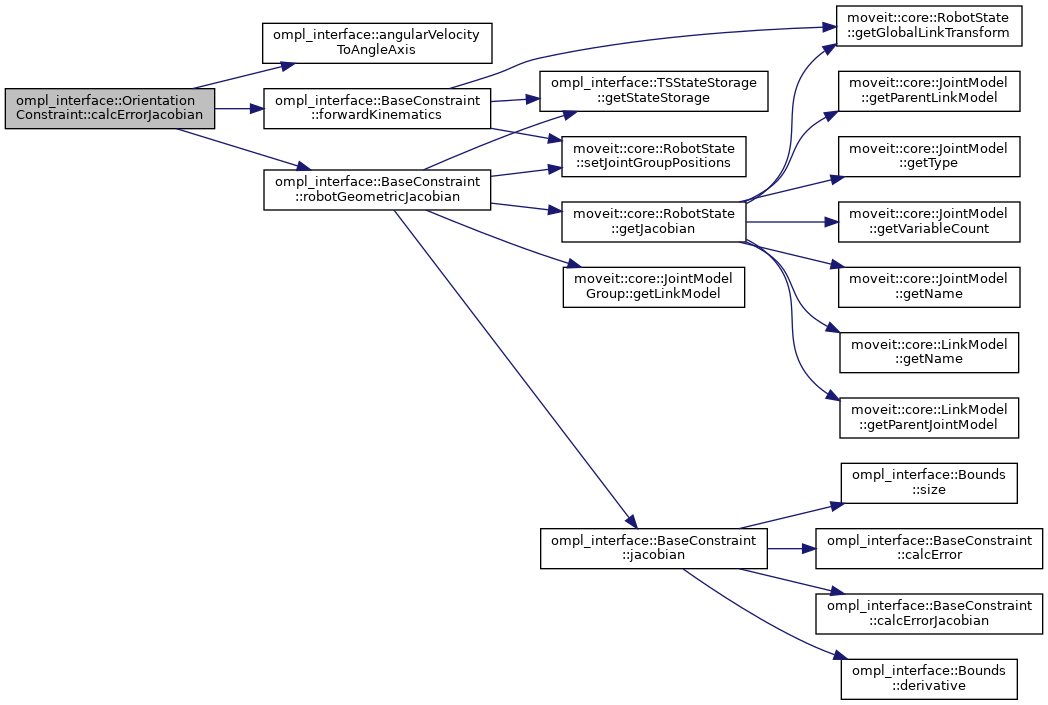 ompl_interface::Orientation
Constraint::calcErrorJacobian
ompl_interface::angularVelocity
ToAngleAxis
ompl_interface::BaseConstraint
::forwardKinematics
ompl_interface::BaseConstraint
::robotGeometricJacobian
ompl_interface::TSStateStorage
::getStateStorage
moveit::core::RobotState
::setJointGroupPositions
moveit::core::RobotState
::getJacobian
moveit::core::JointModel
Group::getLinkModel
ompl_interface::BaseConstraint
::jacobian
moveit::core::RobotState
::getGlobalLinkTransform
moveit::core::JointModel
::getParentLinkModel
moveit::core::JointModel
::getType
moveit::core::JointModel
::getVariableCount
moveit::core::JointModel
::getName
moveit::core::LinkModel
::getName
moveit::core::LinkModel
::getParentJointModel
ompl_interface::Bounds
::size
ompl_interface::BaseConstraint
::calcError
ompl_interface::BaseConstraint
::calcErrorJacobian
ompl_interface::Bounds
::derivative